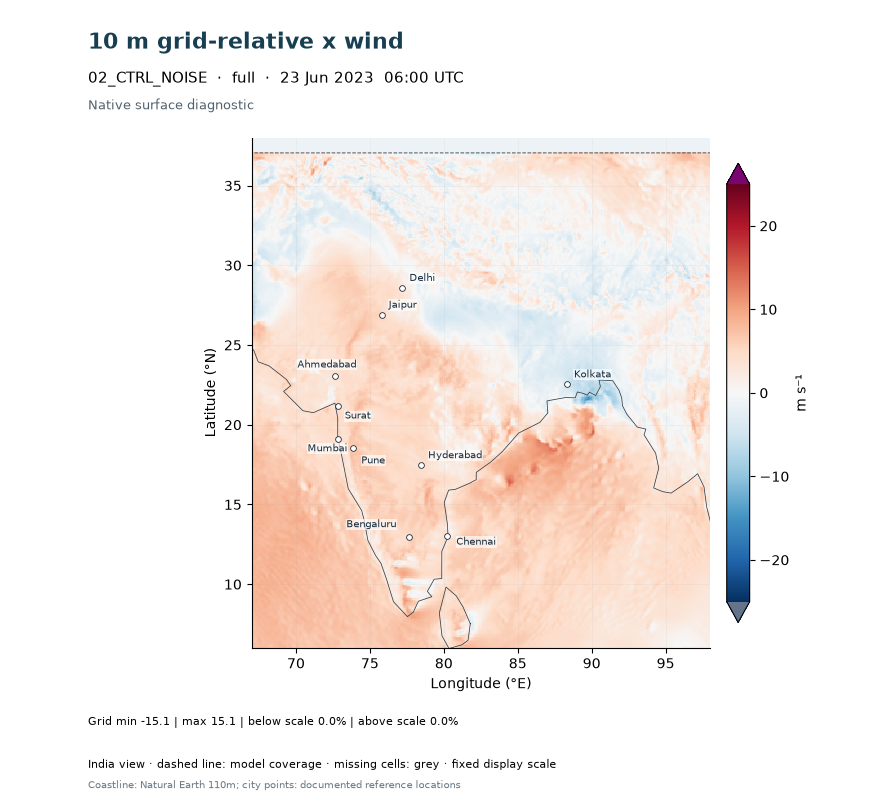 10 m grid-relative x wind
02_CTRL_NOISE · full · 23 Jun 2023 06:00 UTC
Native surface diagnostic
35
30
25
20
15
10
Latitude (°N)
70
75
80
85
90
95
Longitude (°E)
Delhi
Jaipur
Ahmedabad
Kolkata
Surat
Mumbai
Pune
Hyderabad
Bengaluru
Chennai
20
10
0
−10
−20
m s⁻¹
Grid min -15.1 | max 15.1 | below scale 0.0% | above scale 0.0%
India view · dashed line: model coverage · missing cells: grey · fixed display scale
Coastline: Natural Earth 110m; city points: documented reference locations